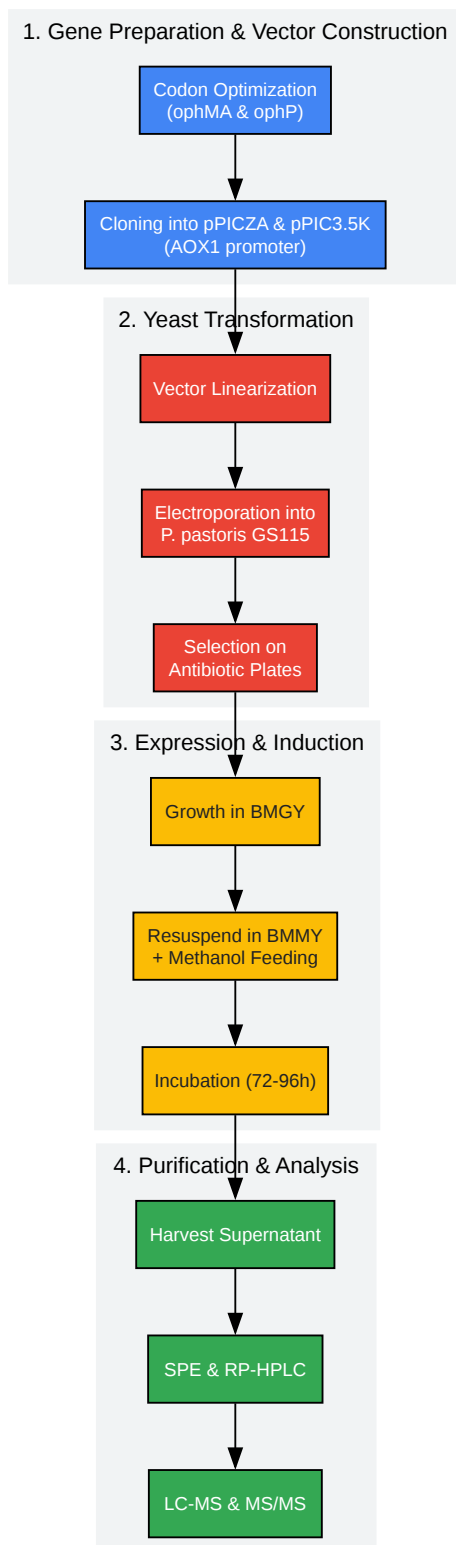 1. Gene Preparation & Vector Construction
Codon Optimization
(ophMA & ophP)
Cloning into pPICZA & pPIC3.5K
(AOX1 promoter)
2. Yeast Transformation
Vector Linearization
Electroporation into
P. pastoris GS115
Selection on
Antibiotic Plates
3. Expression & Induction
Growth in BMGY
Resuspend in BMMY
+ Methanol Feeding
Incubation (72-96h)
4. Purification & Analysis
Harvest Supernatant
SPE & RP-HPLC
LC-MS & MS/MS